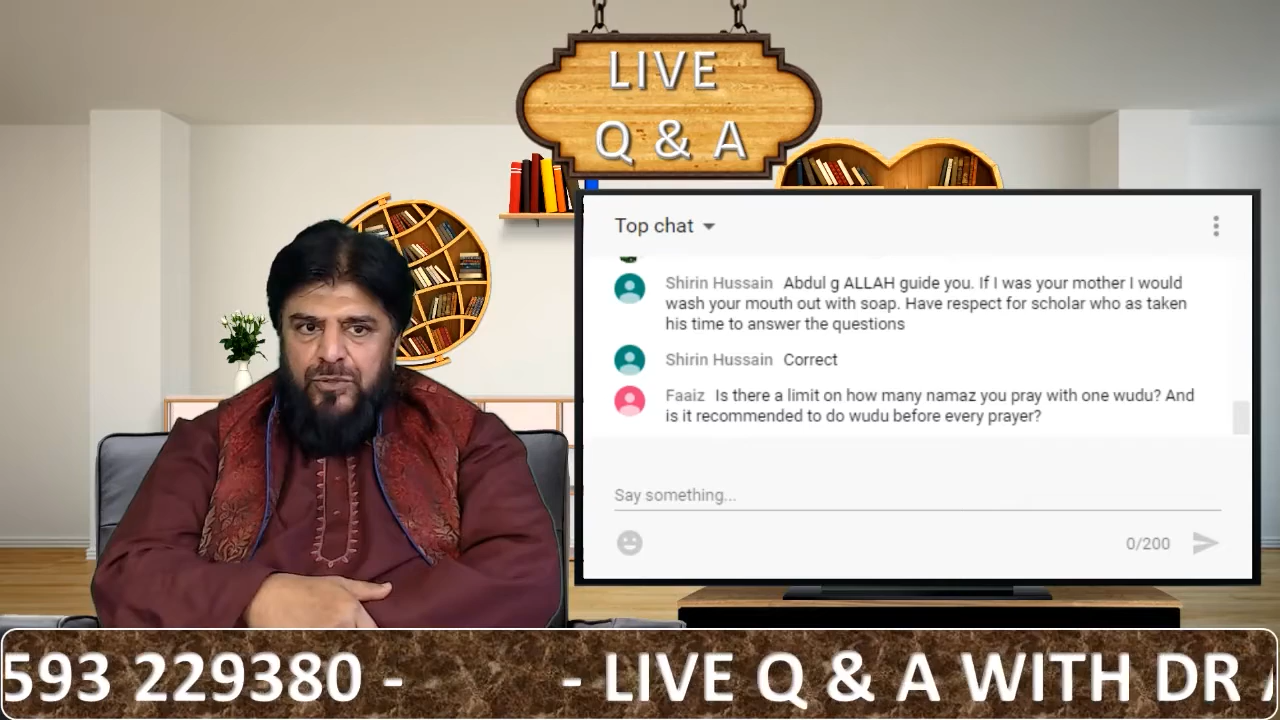 LIVE
Q & A
Top chat
Shirin Hussain Abdul g ALLAH guide you. If I was your mother I would
wash your mouth out with soap. Have respect for scholar who as taken
his time to answer the questions
Shirin Hussain Correct
Faaiz Is there a limit on how many namaz you pray with one wudu? And
is it recommended to do wudu before every prayer?
Say something...
0/200
593 229380 - - LIVE Q & A WITH DR